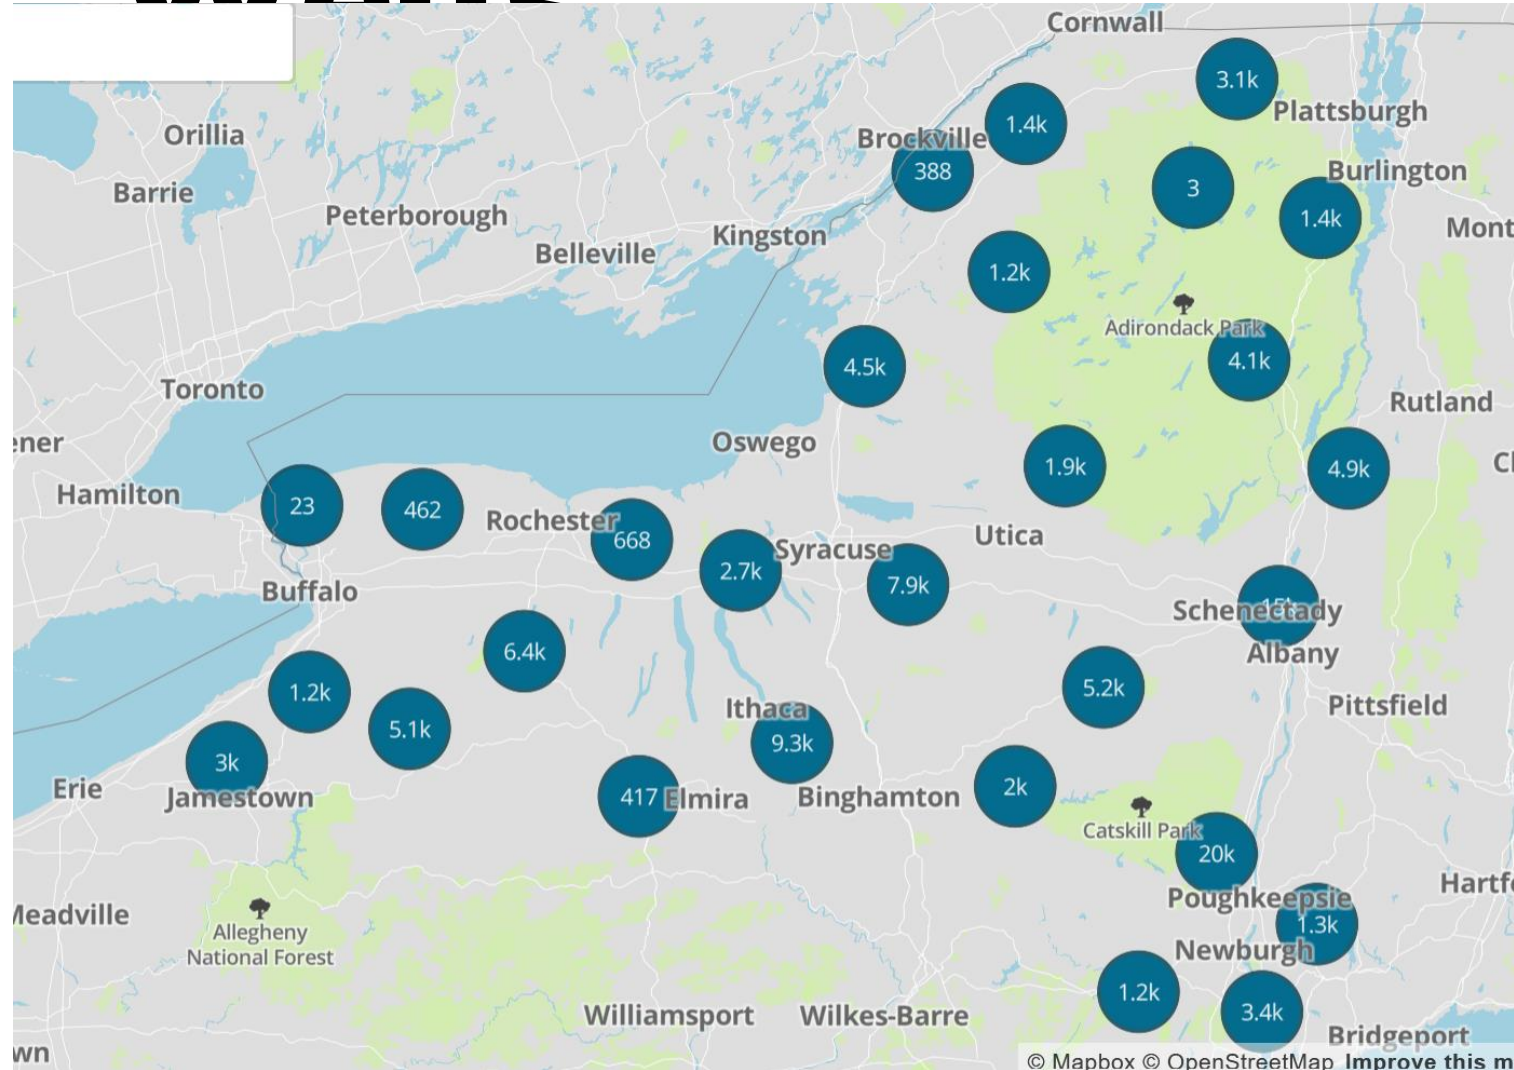 Cornwall
3.1k
Plattsburgh
Orillia
1.4k
Brockville
388
Burlington
Barrie
3
Peterborough
1.4k
Mont
Kingston
Belleville
1.2k
Adirondack Park
4.1k
4.5k
Toronto
Rutland
ener
Oswego
1.9k
4.9k
Cl
Hamilton
23
462
Rochester
668
Utica
Syracuse
2.7k
7.9k
Buffalo
Schenectady
15k
Albany
6.4k
5.2k
1.2k
Ithaca
Pittsfield
5.1k
9.3k
3k
Erie
Jamestown
417
Elmira
Binghamton
2k
Catskill Park
20k
Hartfo
Poughkeepsie
Meadville
1.3k
Allegheny
National Forest
Newburgh
1.2k
3.4k
Williamsport
Wilkes-Barre
Bridgeport
wn
© Mapbox © OpenStreetMap Improve this m